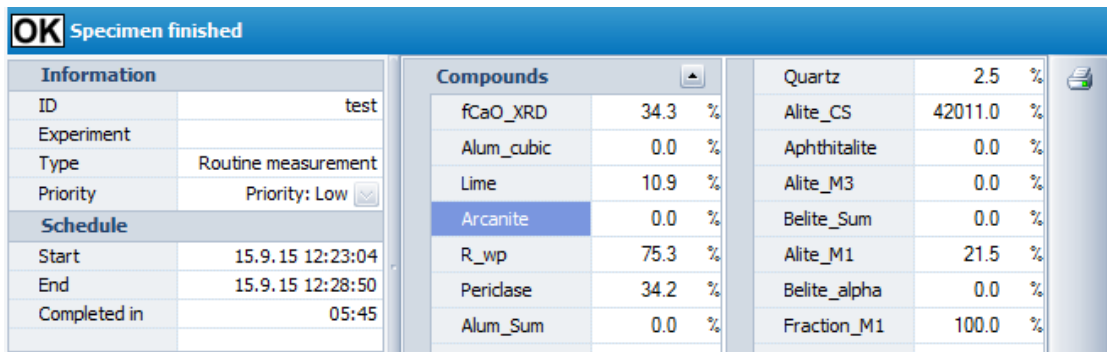 OK Specimen finished
Information
ID test
Experiment
Type Routine measurement
Priority Priority: Low
Schedule
Start 15.9.15 12:23:04
End 15.9.15 12:28:50
Completed in 05:45
Compounds
fCaO_XRD 34.3 %
Alum_cubic 0.0 %
Lime 10.9 %
Arcanite 0.0 %
R_wp 75.3 %
Periclase 34.2 %
Alum_Sum 0.0 %
Quartz 2.5 %
Alite_CS 42011.0 %
Aphthitalite 0.0 %
Alite_M3 0.0 %
Belite_Sum 0.0 %
Alite_M1 21.5 %
Belite_alpha 0.0 %
Fraction_M1 100.0 %